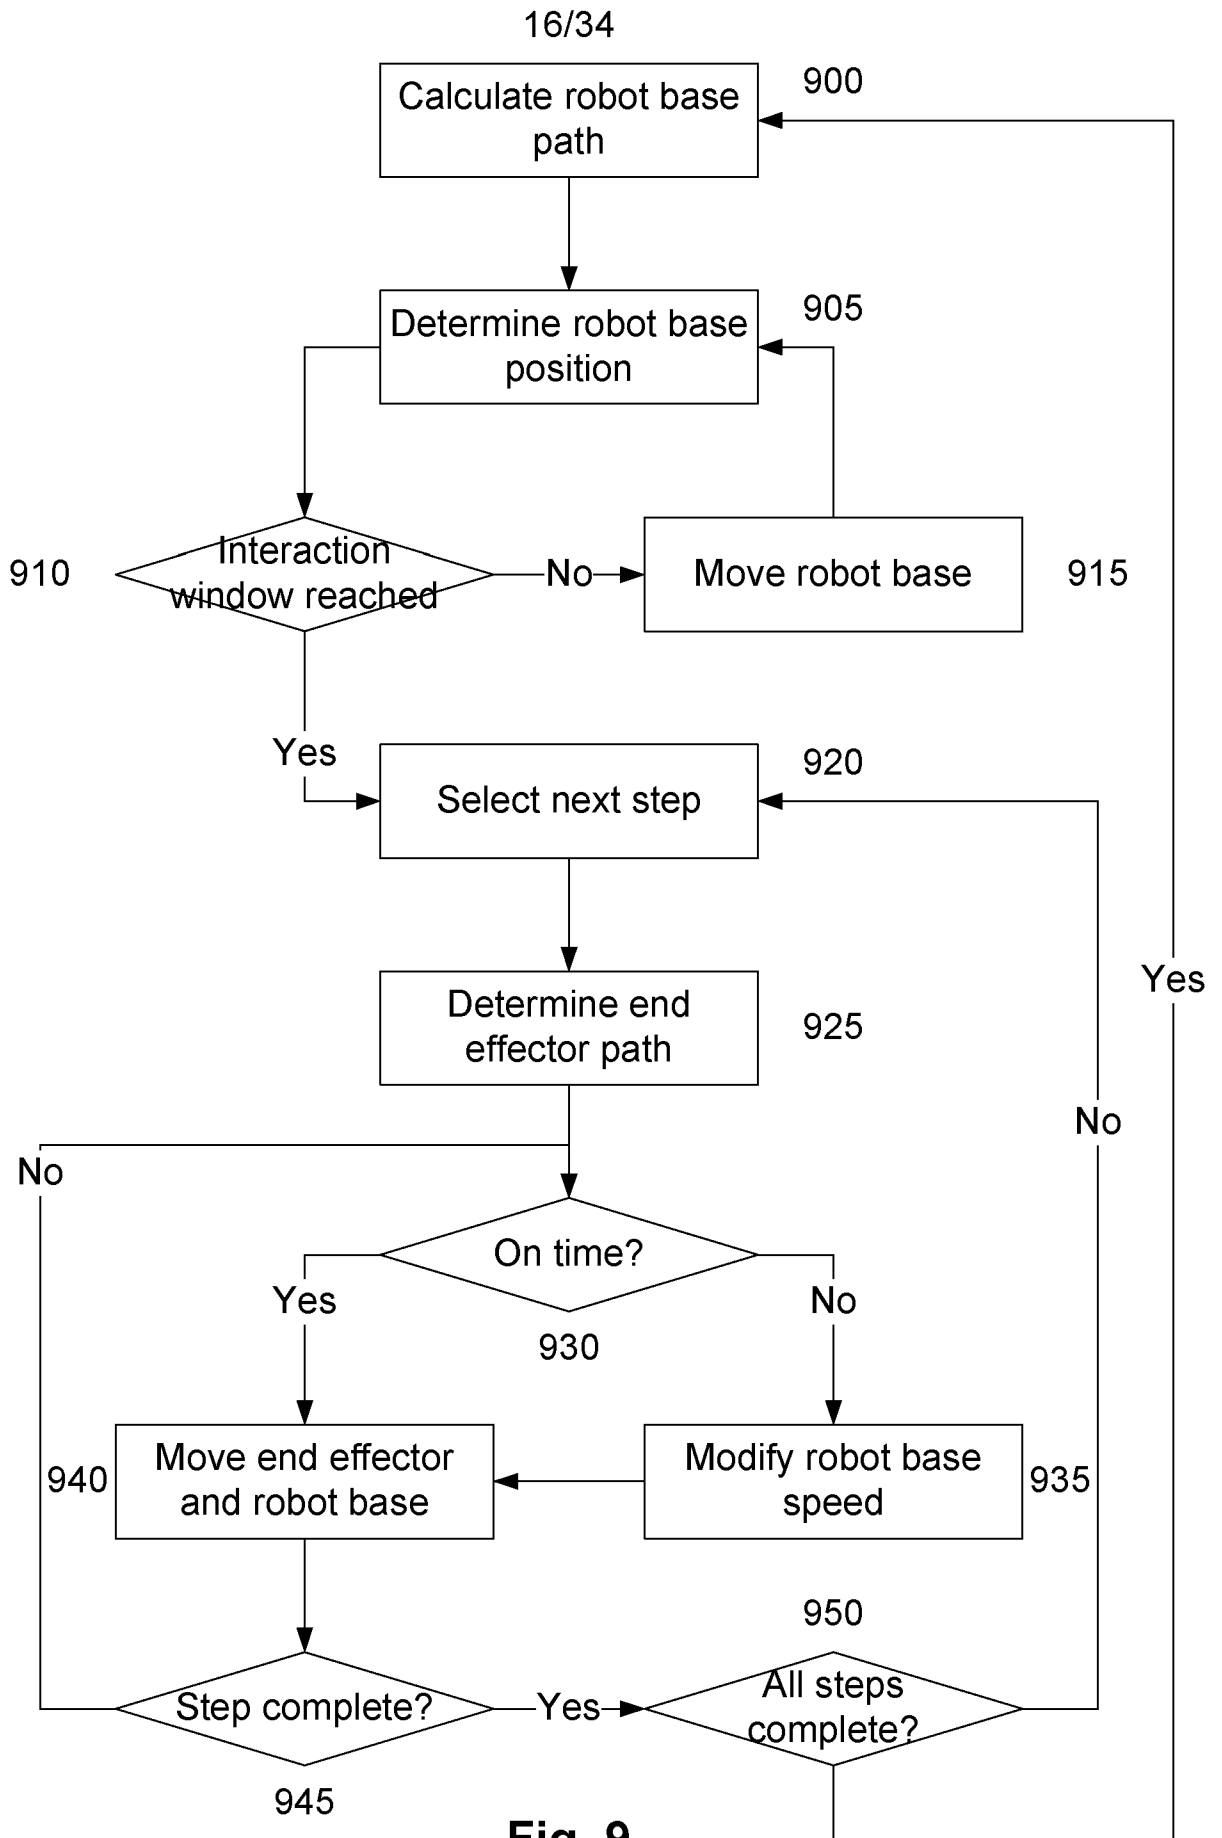 16/34
Calculate robot base
path
900
Determine robot base
position
905
Interaction
window reached
910
No
Move robot base
915
Yes
Select next step
920
Determine end
effector path
925
Yes
No
No
On time?
930
Yes
No
Move end effector
and robot base
940
Modify robot base
speed
935
950
Step complete?
945
Yes
All steps
complete?
Fig. 9